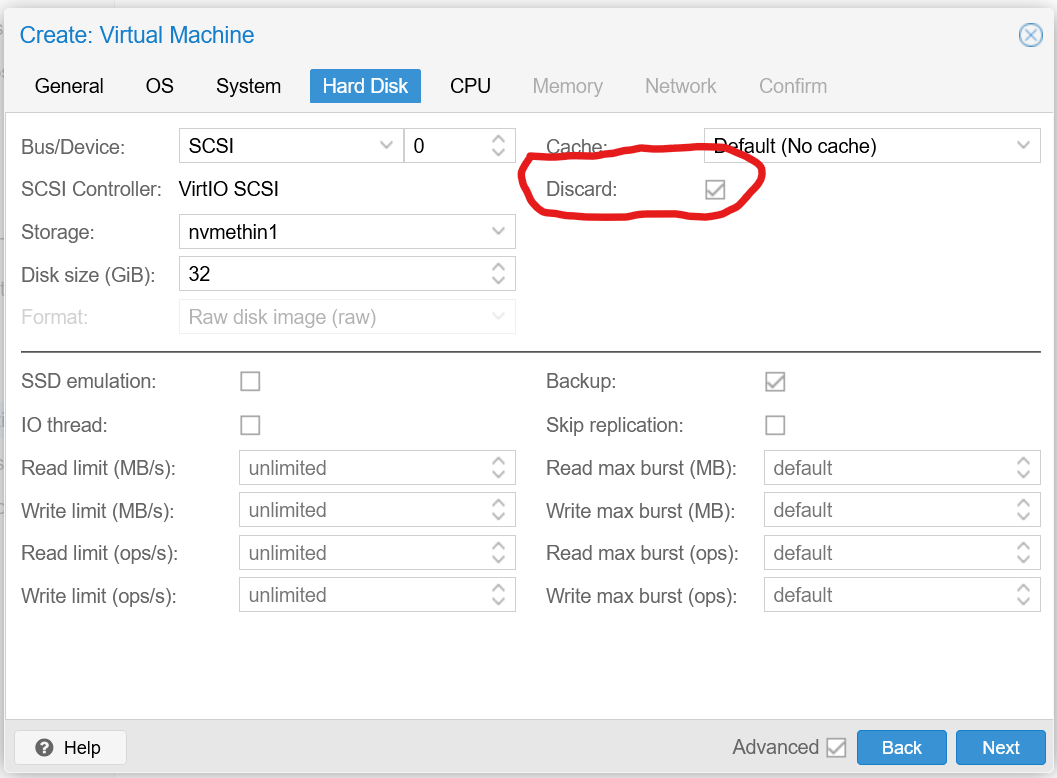 Create: Virtual Machine
General OS System Hard Disk CPU Memory Network Confirm
Bus/Device: SCSI 0 Cache: Default (No cache)
SCSI Controller: VirtIO SCSI Discard:
Storage: nvmethin1
Disk size (GiB): 32
Format: Raw disk image (raw)
SSD emulation: Backup:
IO thread: Skip replication:
Read limit (MB/s): unlimited Read max burst (MB): default
Write limit (MB/s): unlimited Write max burst (MB): default
Read limit (ops/s): unlimited Read max burst (ops): default
Write limit (ops/s): unlimited Write max burst (ops): default
Help Advanced Back Next